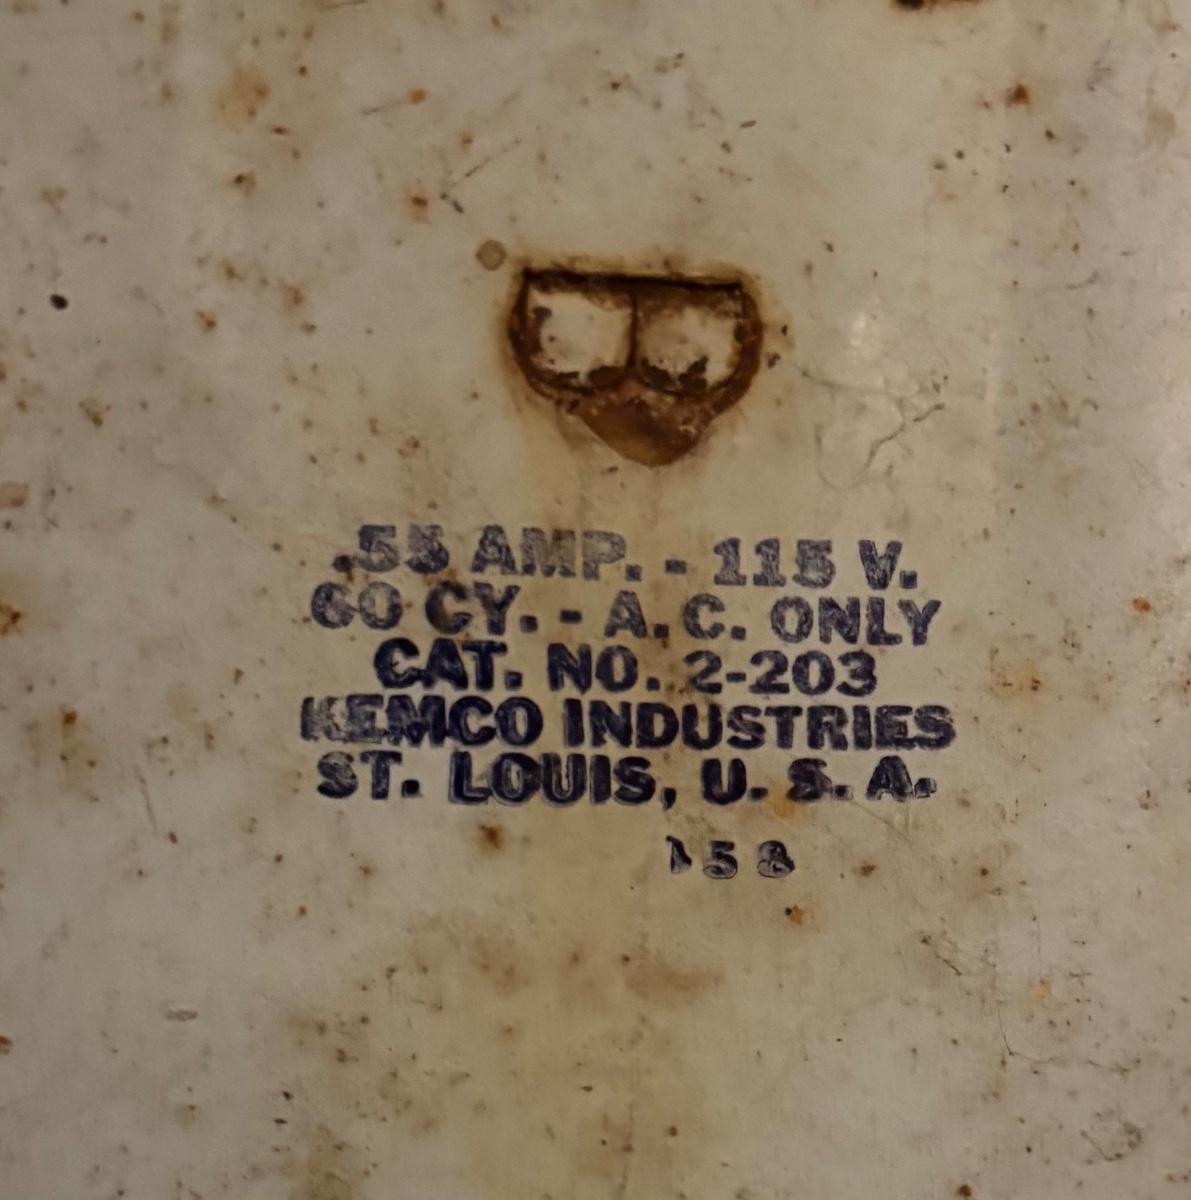 .55 AMP. - 115 V.
60 CY. - A.C. ONLY
CAT. NO. 2-203
KEMCO INDUSTRIES
ST. LOUIS, U. S. A.